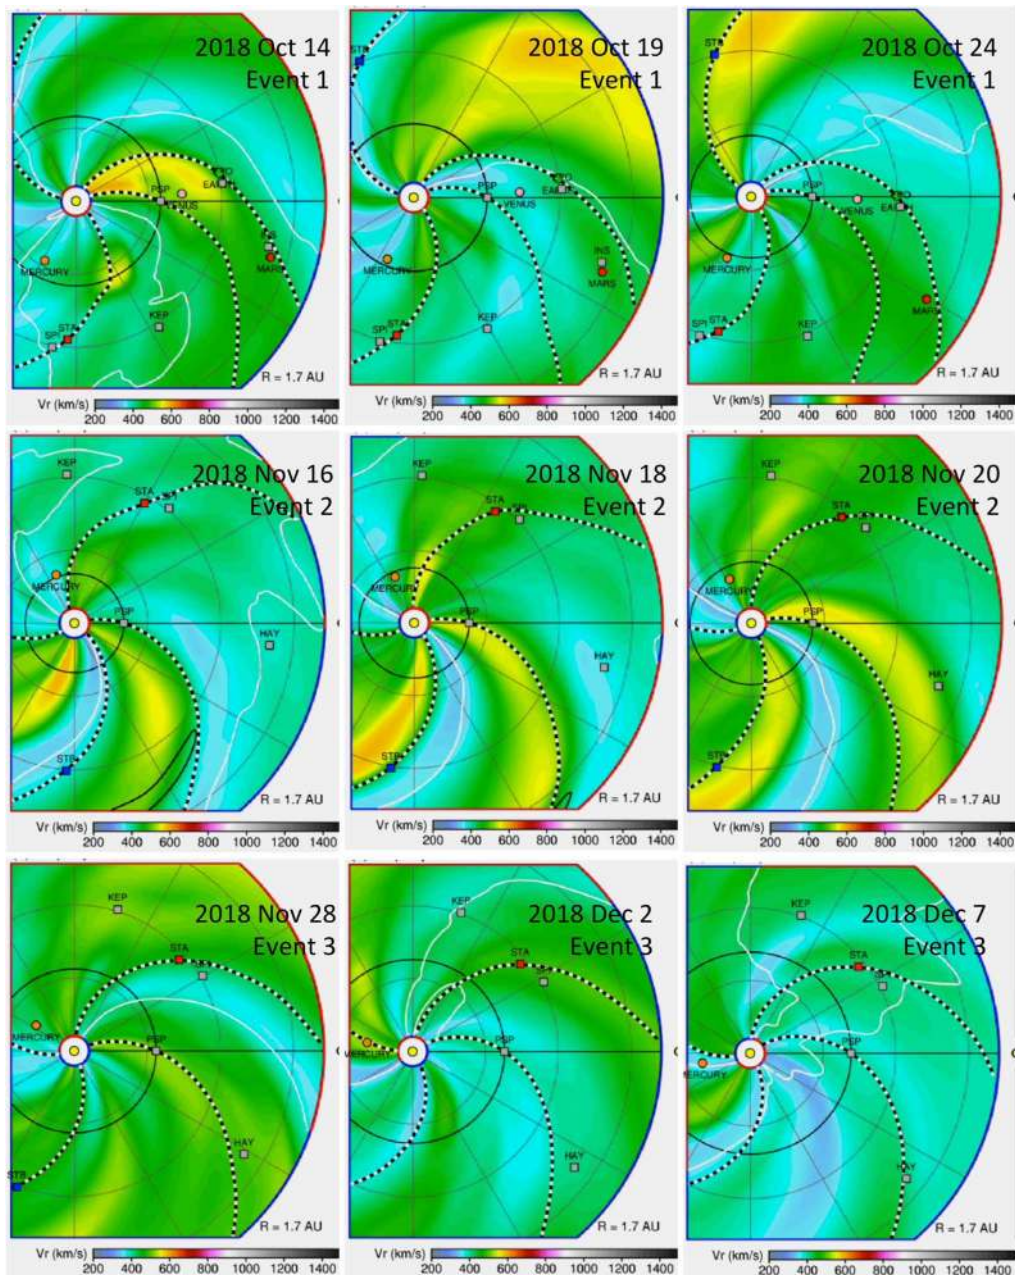 2018 Oct 14
Event 1
PSP
VENUS
INS
MARS
MERCURY
SPI STA
KEP
R = 1.7 AU
Vr (km/s)
200 400 600 800 1000 1200 1400
2018 Oct 19
Event 1
PSP
VENUS
INS
MARS
MERCURY
SPI STA
KEP
R = 1.7 AU
Vr (km/s)
200 400 600 800 1000 1200 1400
2018 Oct 24
Event 1
PSP
VENUS
MARS
MERCURY
SPI STA
KEP
R = 1.7 AU
Vr (km/s)
200 400 600 800 1000 1200 1400
2018 Nov 16
Event 2
KEP
STA
MERCURY
PSP
HAY
STB
R = 1.7 AU
Vr (km/s)
200 400 600 800 1000 1200 1400
2018 Nov 18
Event 2
KEP
STA
MERCURY
PSP
HAY
STB
R = 1.7 AU
Vr (km/s)
200 400 600 800 1000 1200 1400
2018 Nov 20
Event 2
KEP
STA
MERCURY
PSP
HAY
STB
R = 1.7 AU
Vr (km/s)
200 400 600 800 1000 1200 1400
2018 Nov 28
Event 3
KEP
STA
MERCURY
PSP
HAY
STB
R = 1.7 AU
Vr (km/s)
200 400 600 800 1000 1200 1400
2018 Dec 2
Event 3
KEP
STA
MERCURY
PSP
HAY
R = 1.7 AU
Vr (km/s)
200 400 600 800 1000 1200 1400
2018 Dec 7
Event 3
KEP
STA
MERCURY
PSP
HAY
R = 1.7 AU
Vr (km/s)
200 400 600 800 1000 1200 1400